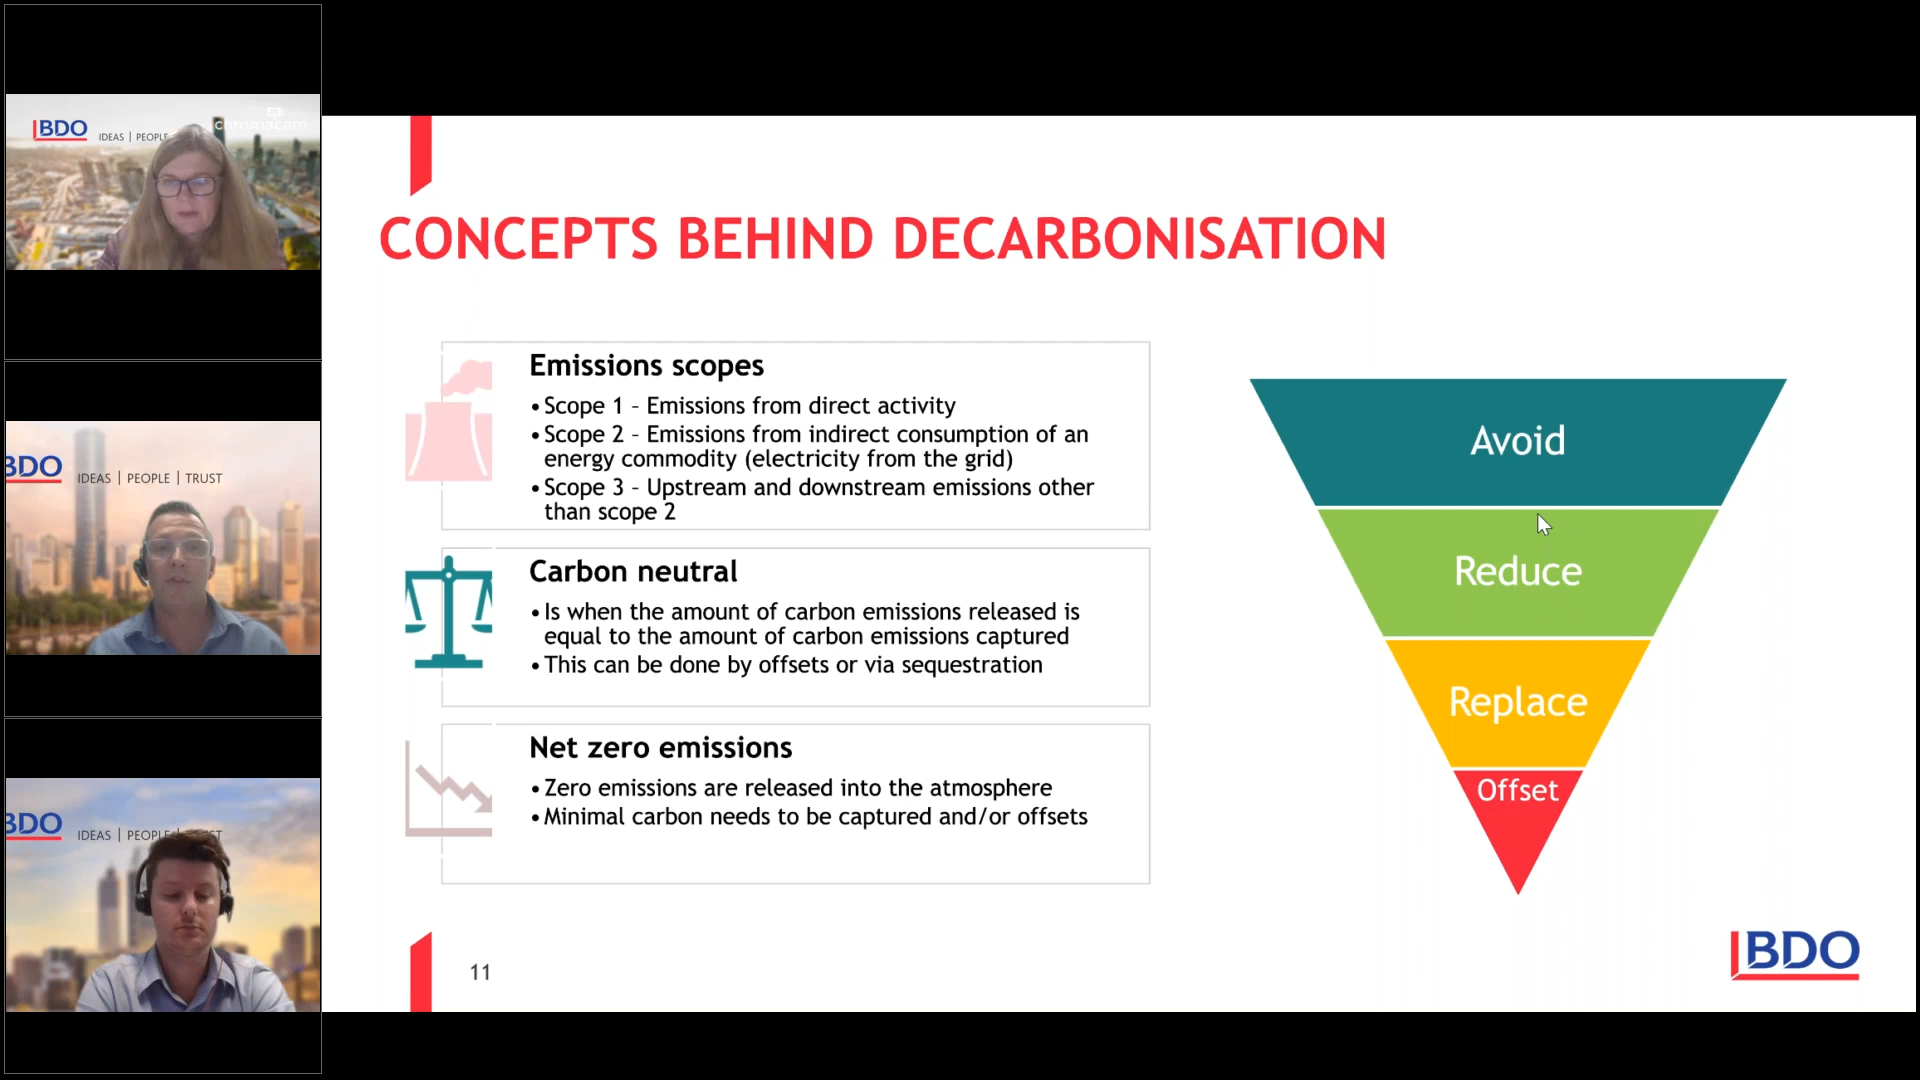 BDO
IDEAS | PEOPLE
chromacam
BDO
IDEAS | PEOPLE | TRUST
BDO
IDEAS | PEOPLE
CONCEPTS BEHIND DECARBONISATION
Emissions scopes
•Scope 1 – Emissions from direct activity
•Scope 2 – Emissions from indirect consumption of an
energy commodity (electricity from the grid)
•Scope 3 – Upstream and downstream emissions other
than scope 2
Carbon neutral
•Is when the amount of carbon emissions released is
equal to the amount of carbon emissions captured
•This can be done by offsets or via sequestration
Net zero emissions
•Zero emissions are released into the atmosphere
•Minimal carbon needs to be captured and/or offsets
Avoid
Reduce
Replace
Offset
11
BDO